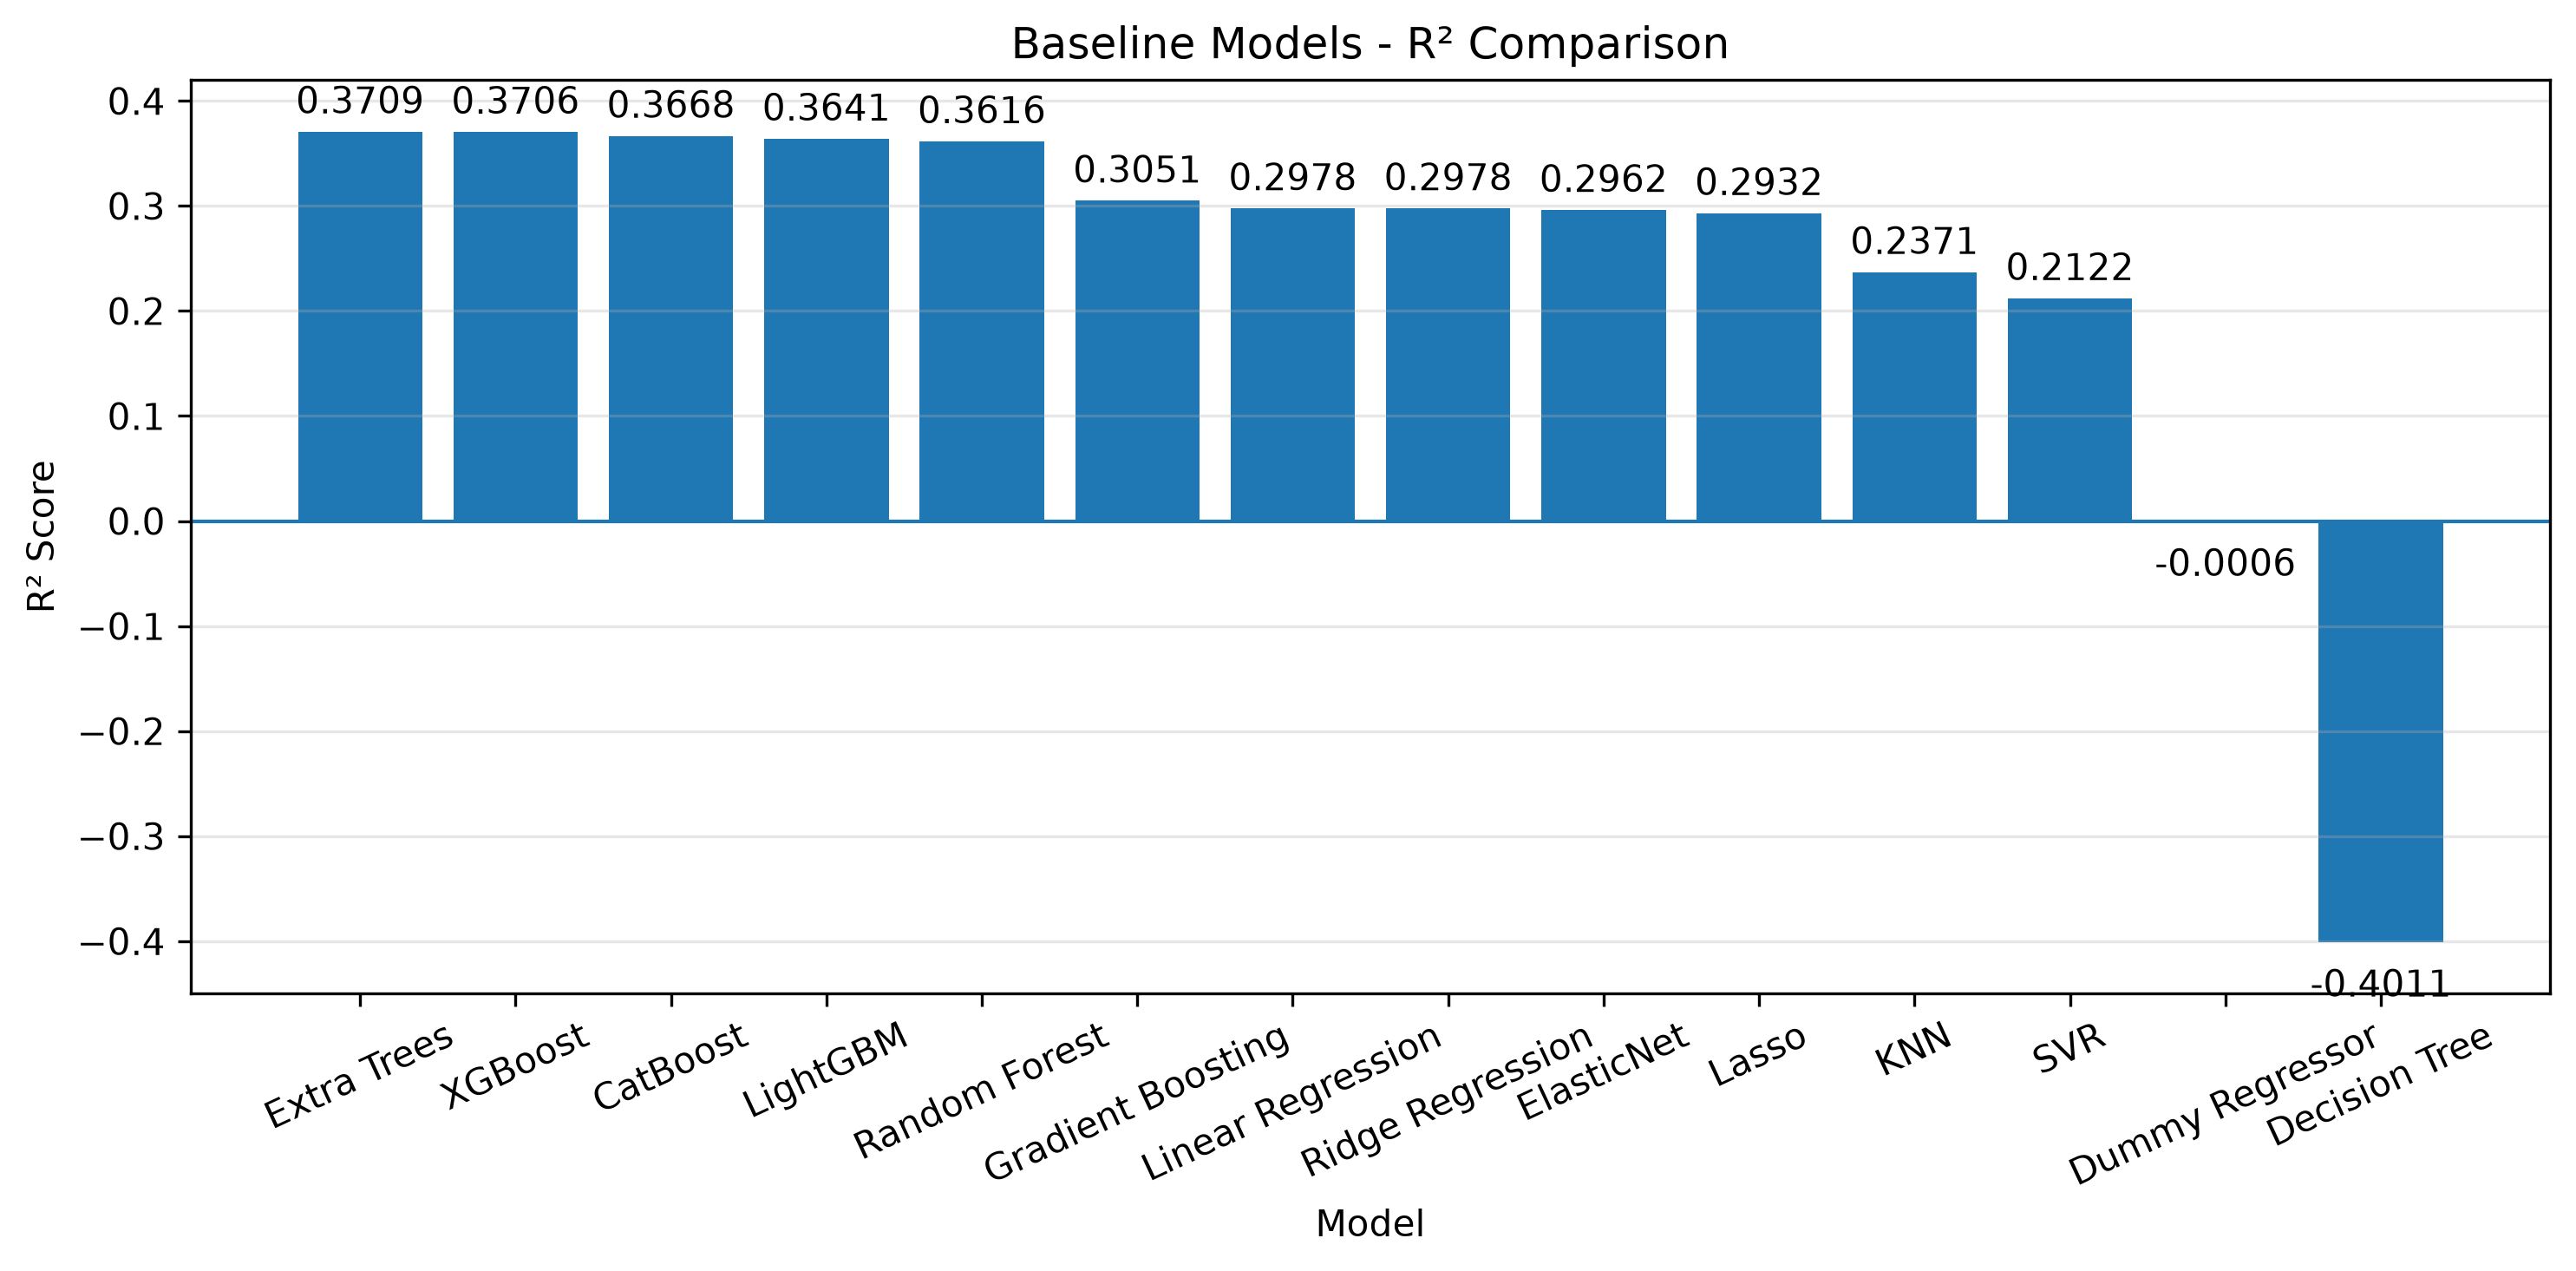 Baseline Models - R² Comparison
0.3709 0.3706 0.3668 0.3641 0.3616 0.3051 0.2978 0.2978 0.2962 0.2932 0.2371 0.2122 -0.0006 -0.4011
R² Score
0.4
0.3
0.2
0.1
0.0
−0.1
−0.2
−0.3
−0.4
Extra Trees
XGBoost
CatBoost
LightGBM
Random Forest
Gradient Boosting
Linear Regression
Ridge Regression
ElasticNet
Lasso
KNN
SVR
Dummy Regressor
Decision Tree
Model